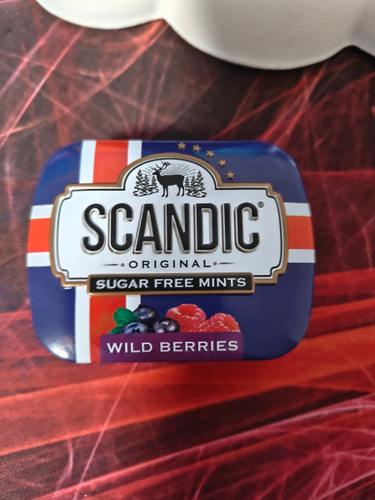 SCANDIC®
ORIGINAL
SUGAR FREE MINTS
WILD BERRIES